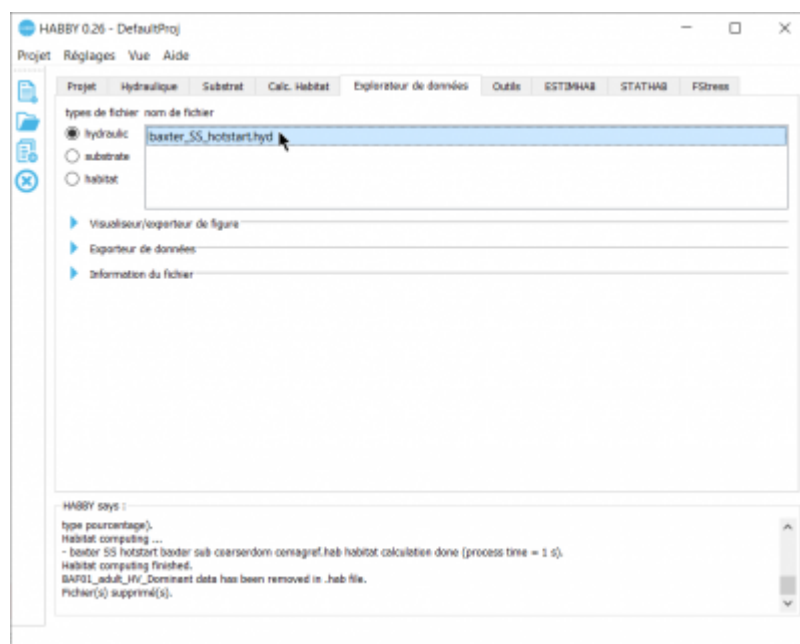 HABBY 0.26 - DefaultProj
Projet Réglages Vue Aide
Projet Hydraulique Substrat Calc. Habitat Explorateur de données Outils ESTIMHAB STATHAB FStress
types de fichier nom de fichier
hydraulic
baxter_SS_hotstart.hyd
substrate
habitat
Visualiseur/exporteur de figure
Exporteur de données
Information du fichier
HABBY says :
type pourcentage).
Habitat computing ...
- baxter SS hotstart baxter sub coarserdom cemagref.hab habitat calculation done (process time = 1 s).
Habitat computing finished.
BAF01_adult_HV_Dominant data has been removed in .hab file.
Fichier(s) supprimé(s).